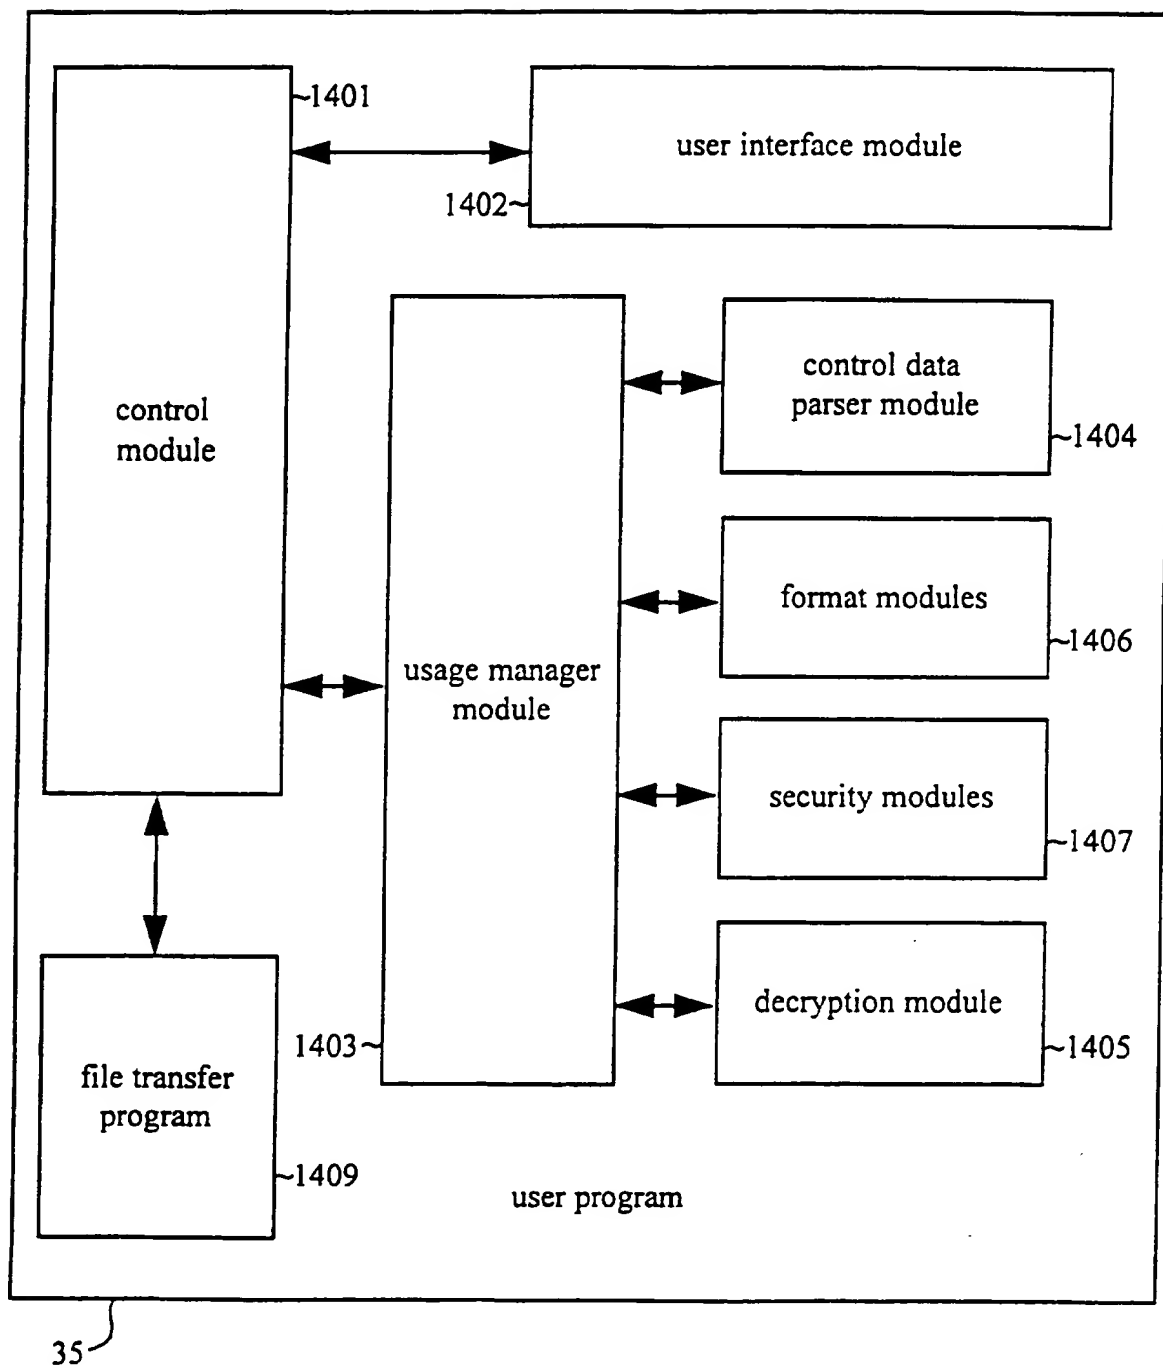 1401
user interface module
1402
control
module
control data
parser module
1404
format modules
1406
usage manager
module
security modules
1407
decryption module
1405
1403
file transfer
program
1409
user program
35